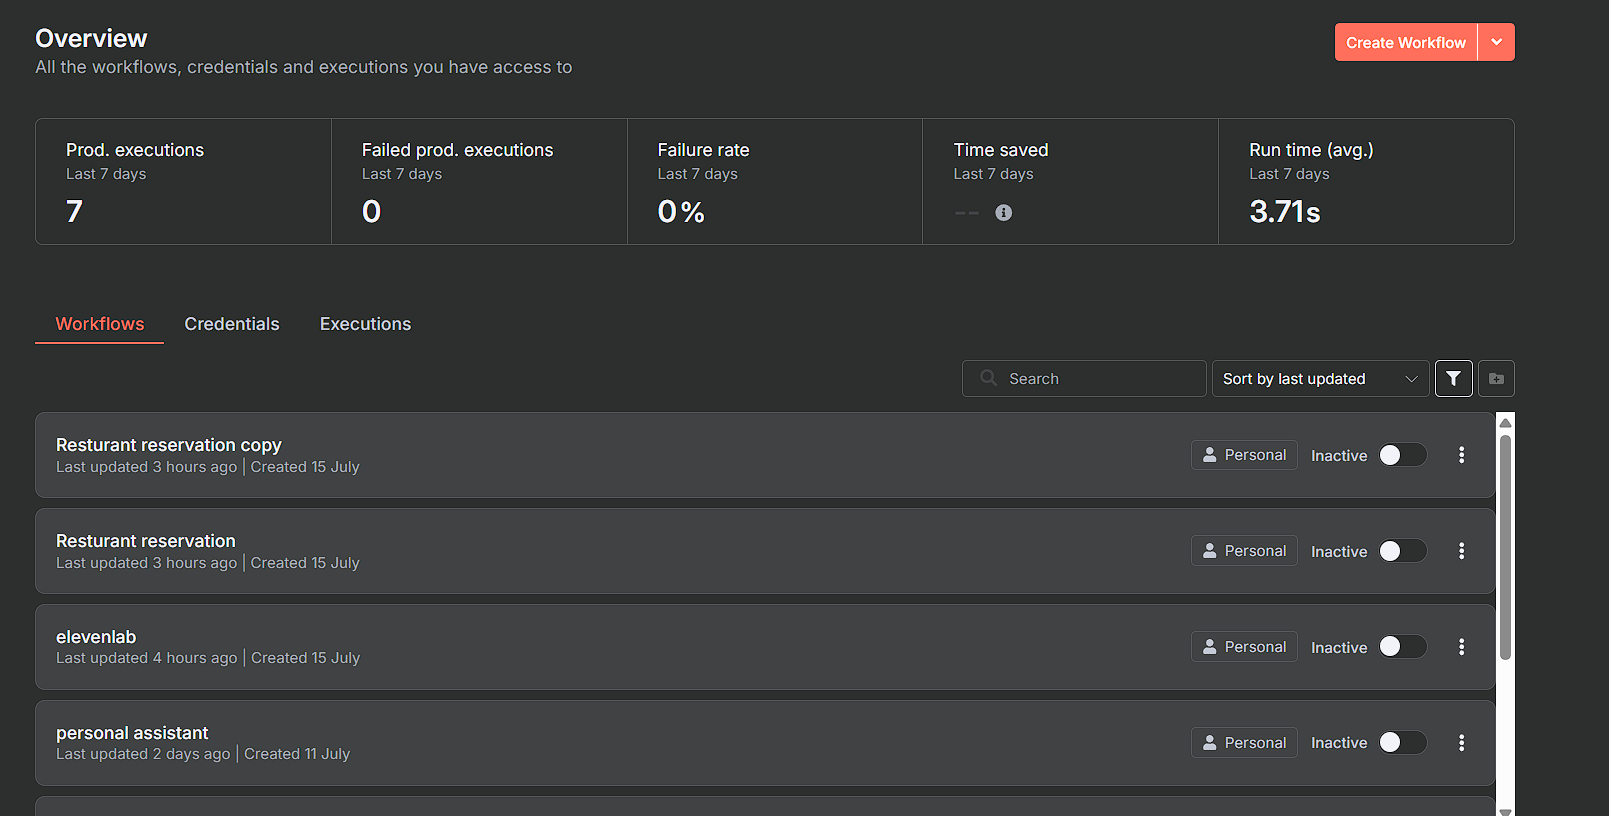 Overview
Create Workflow
All the workflows, credentials and executions you have access to
Prod. executions
Last 7 days
7
Failed prod. executions
Last 7 days
0
Failure rate
Last 7 days
0%
Time saved
Last 7 days
--
Run time (avg.)
Last 7 days
3.71s
Workflows
Credentials
Executions
Search
Sort by last updated
Resturant reservation copy
Last updated 3 hours ago | Created 15 July
Personal
Inactive
Resturant reservation
Last updated 3 hours ago | Created 15 July
Personal
Inactive
elevenlab
Last updated 4 hours ago | Created 15 July
Personal
Inactive
personal assistant
Last updated 2 days ago | Created 11 July
Personal
Inactive